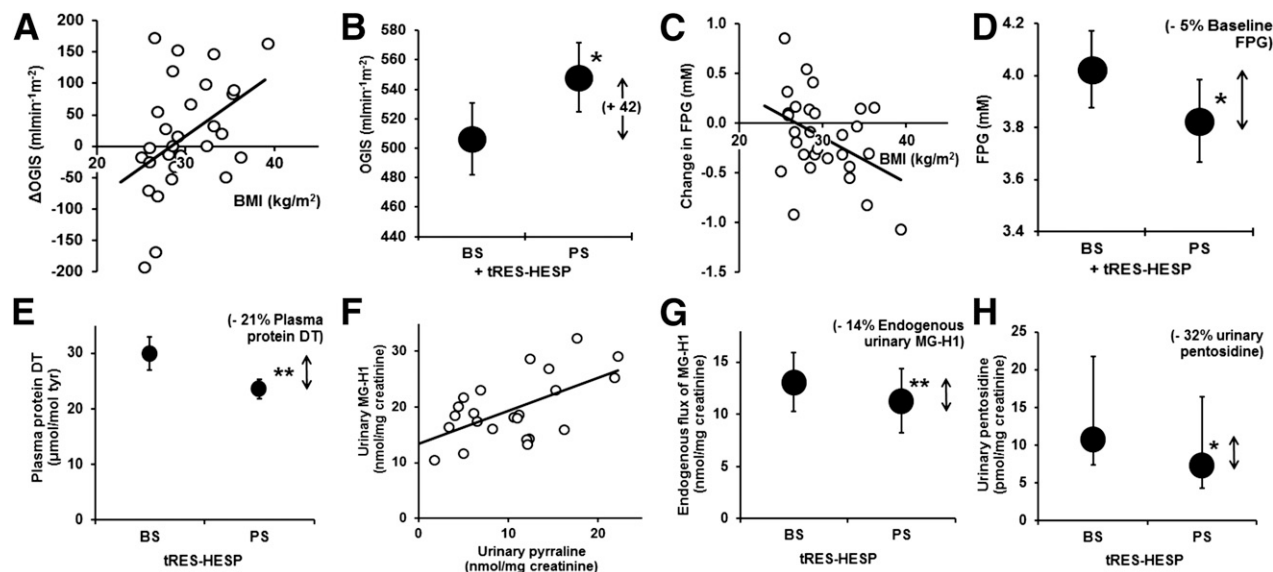 A
200
150
100
50
0
-50
-100
-150
-200
20
30
40
ΔOGIS (mlmin-1m-2)
BMI (kg/m²)
B
580
560
540
520
500
480
460
440
OGIS (mlmin-1m-2)
*
(+ 42)
BS
PS
+ tRES-HESP
C
1.0
0.5
0.0
-0.5
-1.0
-1.5
20
30
40
Change in FPG (mM)
BMI (kg/m²)
D
4.2
4.0
3.8
3.6
3.4
FPG (mM)
(- 5% Baseline
FPG)
*
BS
PS
+ tRES-HESP
E
30
20
10
0
Plasma protein DT
(µmol/mol tyr)
(- 21% Plasma
protein DT)
**
BS
PS
tRES-HESP
F
30
20
10
0
Urinary MG-H1
(nmol/mg creatinine)
0
10
20
Urinary pyrraline
(nmol/mg creatinine)
G
15
10
5
0
Endogenous flux of MG-H1
(nmol/mg creatinine)
(- 14% Endogenous
urinary MG-H1)
**
BS
PS
tRES-HESP
H
25
20
15
10
5
0
Urinary pentosidine
(pmol/mg creatinine)
(- 32% urinary
pentosidine)
*
BS
PS
tRES-HESP